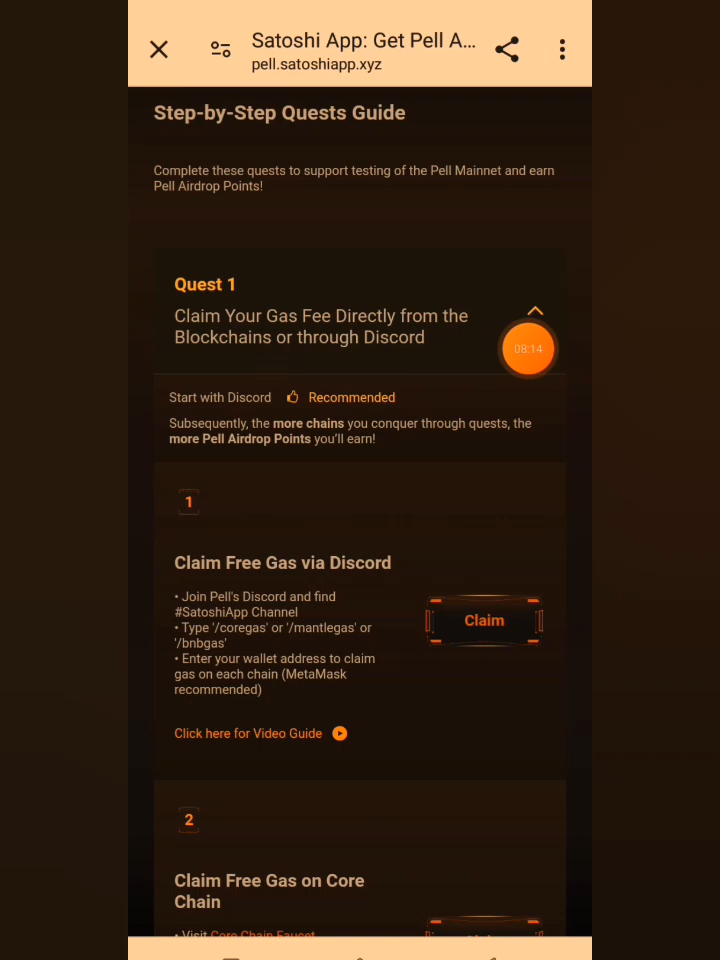 Satoshi App: Get Pell A...
pell.satoshiapp.xyz
Step-by-Step Quests Guide
Complete these quests to support testing of the Pell Mainnet and earn
Pell Airdrop Points!
Quest 1
Claim Your Gas Fee Directly from the
Blockchains or through Discord
08:14
Start with Discord Recommended
Subsequently, the more chains you conquer through quests, the
more Pell Airdrop Points you'll earn!
1
Claim Free Gas via Discord
• Join Pell's Discord and find
#SatoshiApp Channel
• Type '/coregas' or '/mantlegas' or
'/bnbgas'
• Enter your wallet address to claim
gas on each chain (MetaMask
recommended)
Claim
Click here for Video Guide
2
Claim Free Gas on Core
Chain
• Visit Core Chain Faucet